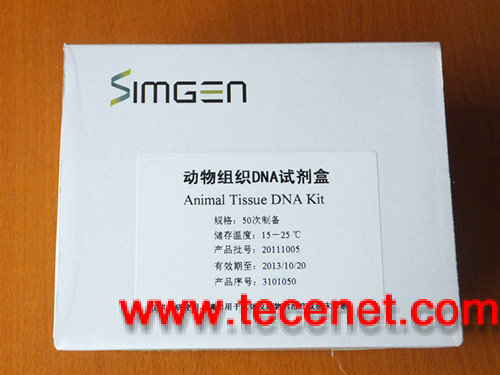 SIMGEN
动物组织DNA试剂盒
Animal Tissue DNA Kit
规格：50次制备
储存温度：15－25 ℃
产品批号：20111005
有效期至：2013/10/20
产品序号：3101050
www.tecenet.com